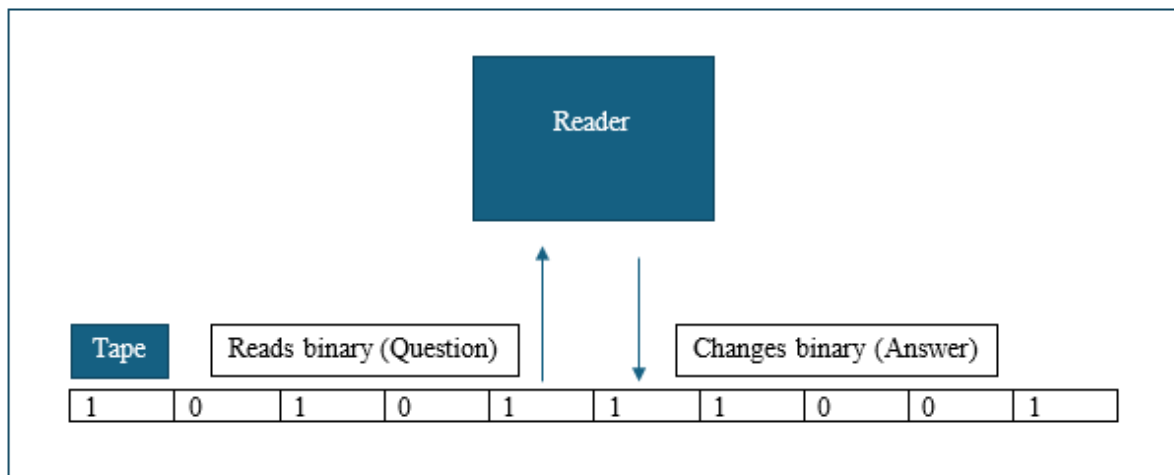 Reader
Tape
Reads binary (Question)
Changes binary (Answer)
1 0 1 0 1 1 1 0 0 1